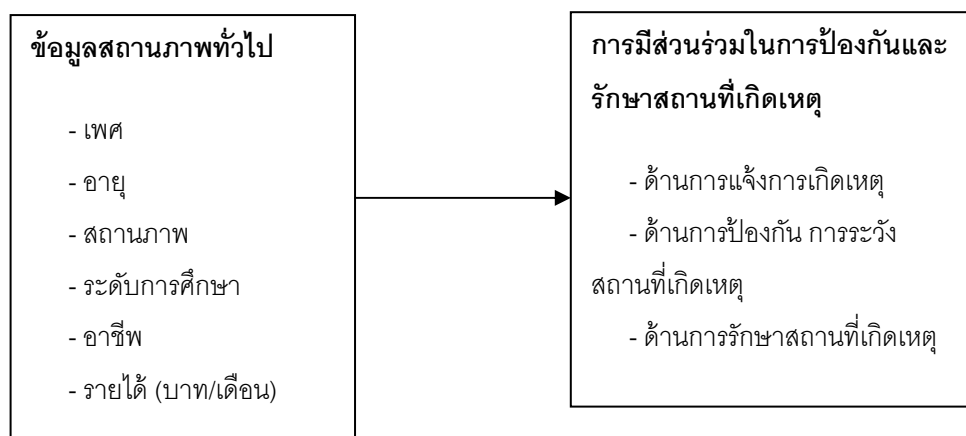 ข้อมูลสถานภาพทั่วไป
- เพศ
- อายุ
- สถานภาพ
- ระดับการศึกษา
- อาชีพ
- รายได้ (บาท/เดือน)
การมีส่วนร่วมในการป้องกันและ
รักษาสถานที่เกิดเหตุ
- ด้านการแจ้งการเกิดเหตุ
- ด้านการป้องกัน การระวัง
สถานที่เกิดเหตุ
- ด้านการรักษาสถานที่เกิดเหตุ